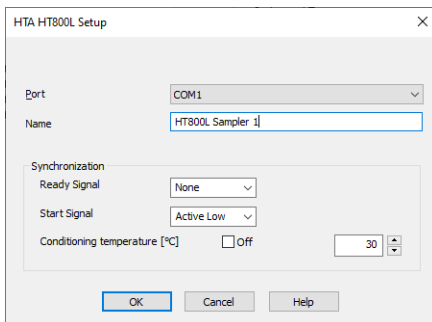 HTA HT800L Setup
Port COM1
Name HT800L Sampler 1
Synchronization
Ready Signal None
Start Signal Active Low
Conditioning temperature [°C] Off 30
OK Cancel Help